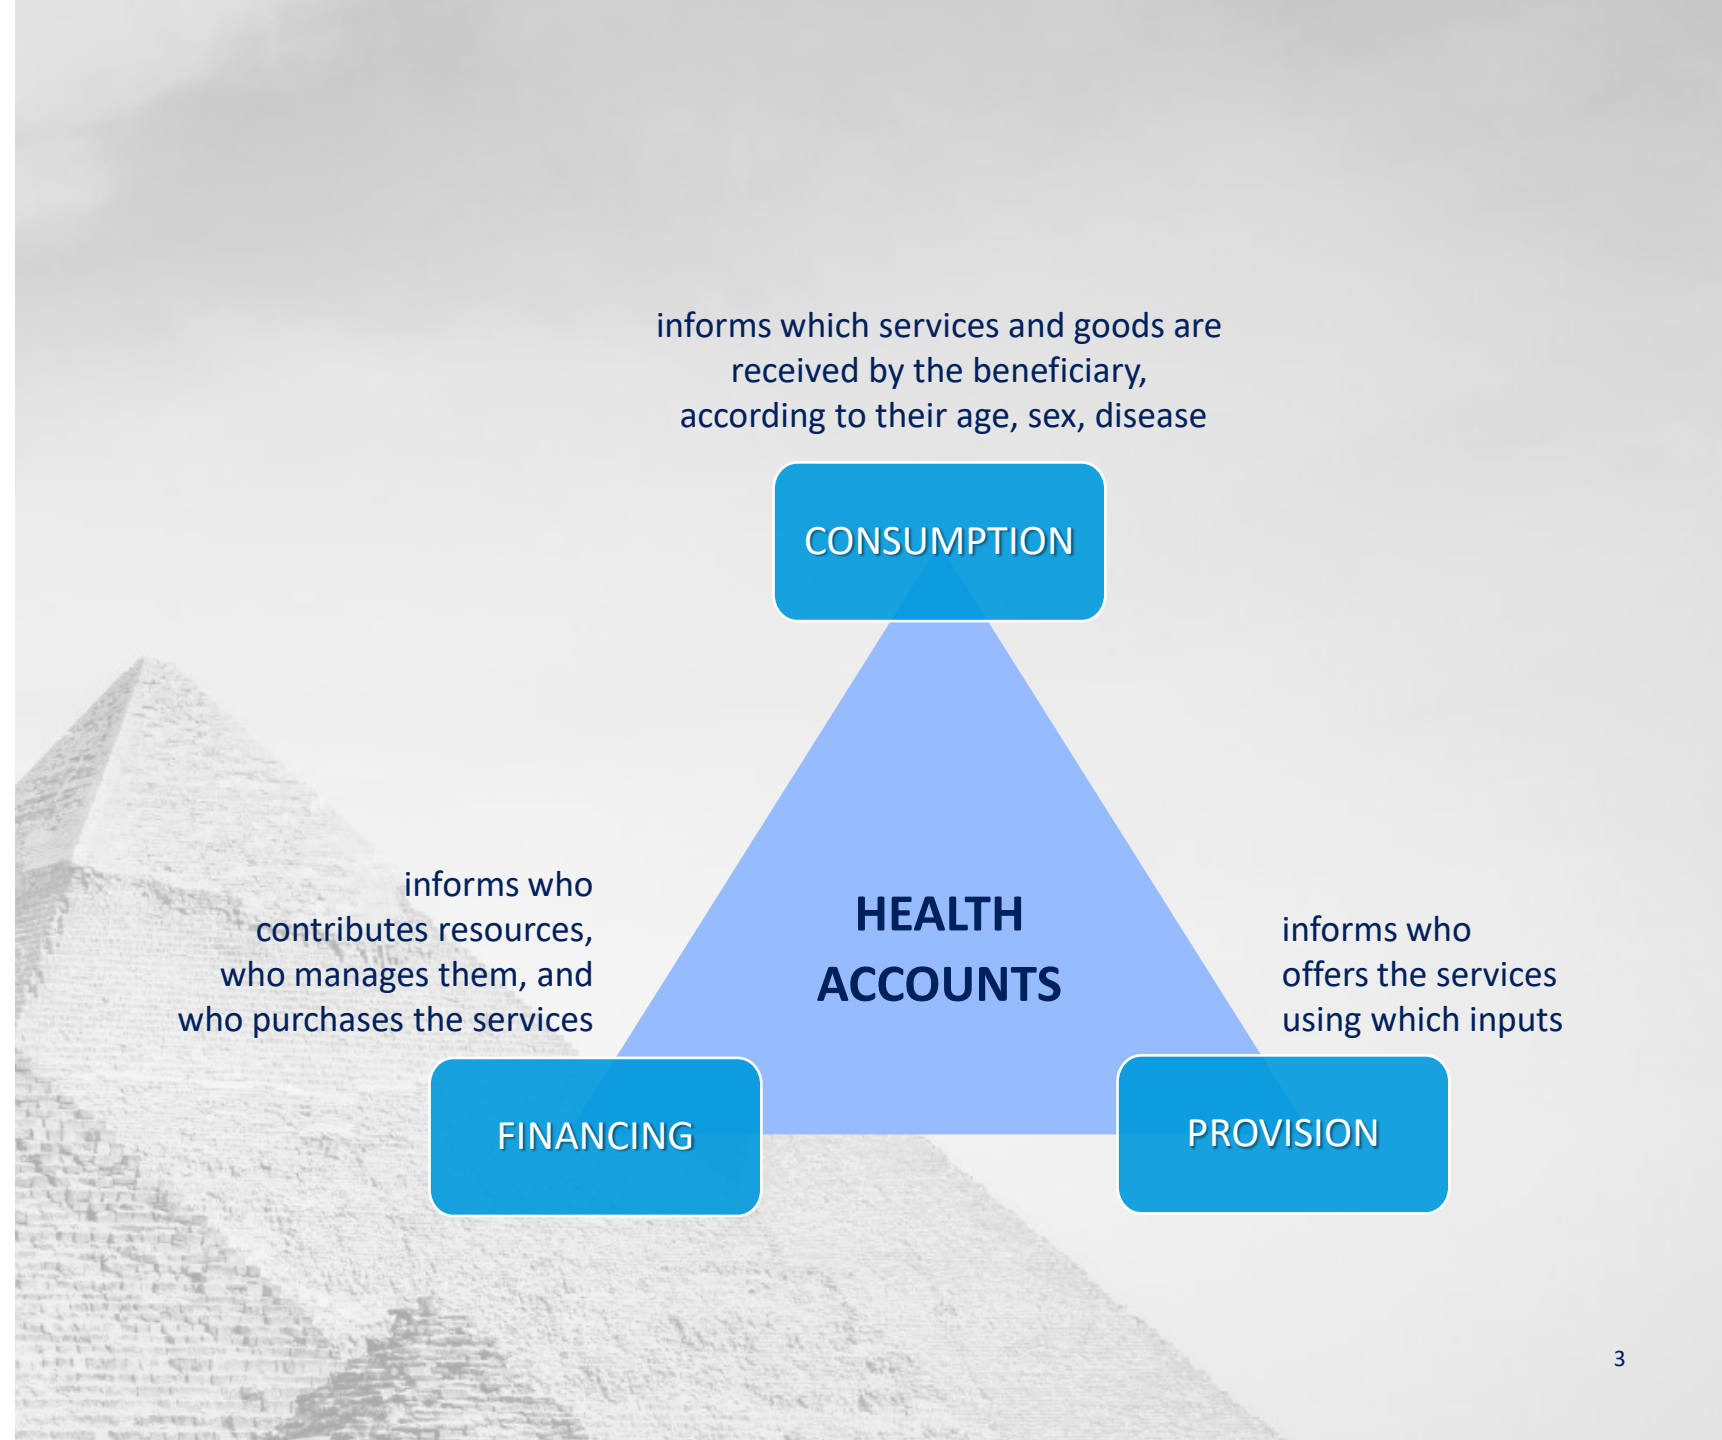 informs which services and goods are
received by the beneficiary,
according to their age, sex, disease
CONSUMPTION
informs who
contributes resources,
who manages them, and
who purchases the services
HEALTH
ACCOUNTS
informs who
offers the services
using which inputs
FINANCING
PROVISION
3